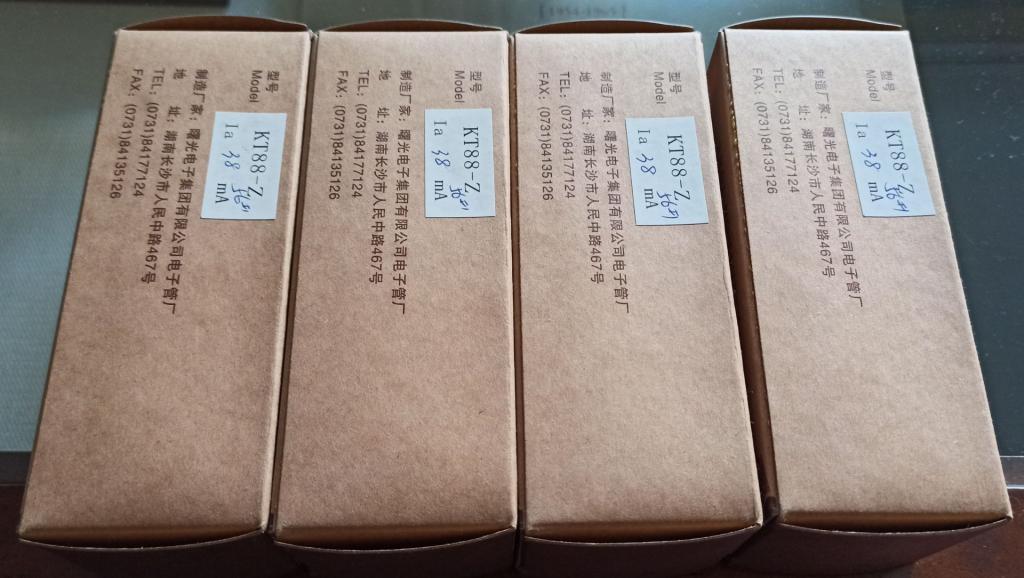 [1954-1965]
型号
Model
KT88-Z
Ia 38 mA
制造厂家：曙光电子集团有限公司电子管厂
地 址：湖南长沙市人民中路467号
TEL：(0731)84177124
FAX：(0731)84135126
型号
Model
KT88-Z
Ia 38 mA
制造厂家：曙光电子集团有限公司电子管厂
地 址：湖南长沙市人民中路467号
TEL：(0731)84177124
FAX：(0731)84135126
型号
Model
KT88-Z
Ia 38 mA
制造厂家：曙光电子集团有限公司电子管厂
地 址：湖南长沙市人民中路467号
TEL：(0731)84177124
FAX：(0731)84135126
型号
Model
KT88-Z
Ia 38 mA
制造厂家：曙光电子集团有限公司电子管厂
地 址：湖南长沙市人民中路467号
TEL：(0731)84177124
FAX：(0731)84135126